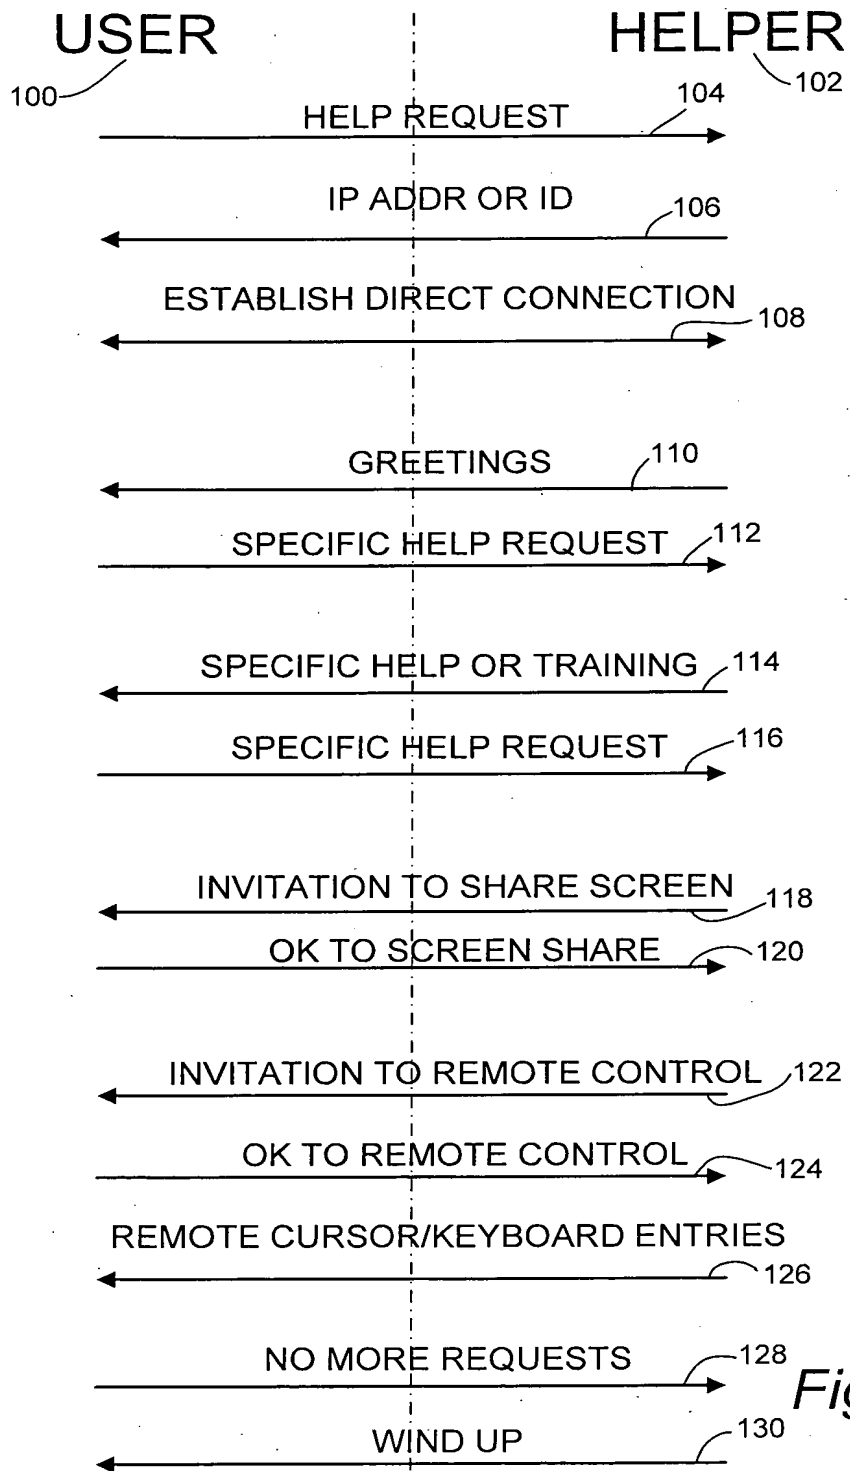 USER HELPER
100 102
HELP REQUEST 104
IP ADDR OR ID 106
ESTABLISH DIRECT CONNECTION 108
GREETINGS 110
SPECIFIC HELP REQUEST 112
SPECIFIC HELP OR TRAINING 114
SPECIFIC HELP REQUEST 116
INVITATION TO SHARE SCREEN 118
OK TO SCREEN SHARE 120
INVITATION TO REMOTE CONTROL 122
OK TO REMOTE CONTROL 124
REMOTE CURSOR/KEYBOARD ENTRIES 126
NO MORE REQUESTS 128
Fig
WIND UP 130